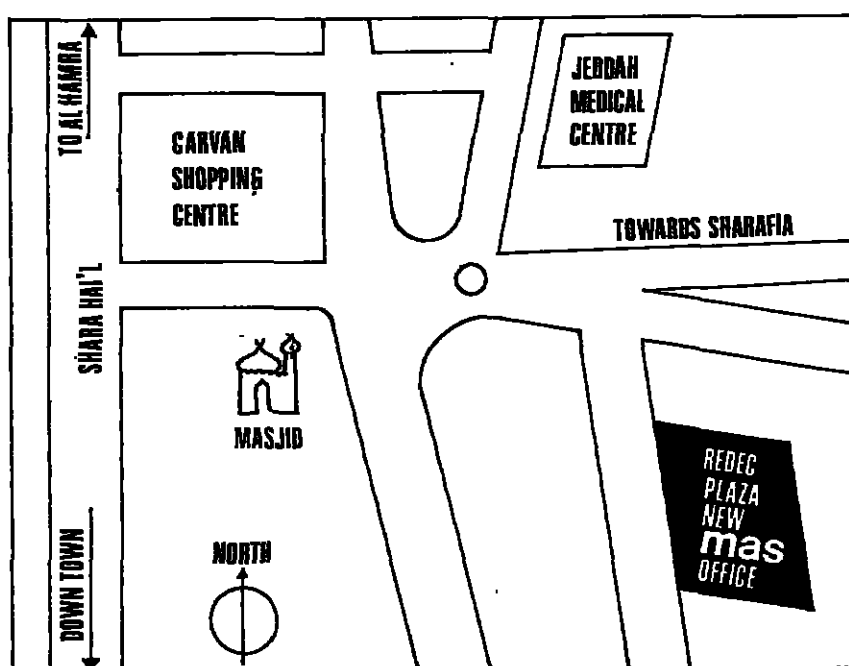 TO AL HAMRA
CARVAN
SHOPPING
CENTRE
JEDDAH
MEDICAL
CENTRE
TOWARDS SHARAFIA
SHARA HAI'L
MASJID
REDEC
PLAZA
NEW
mas
OFFICE
NORTH
DOWN TOWN